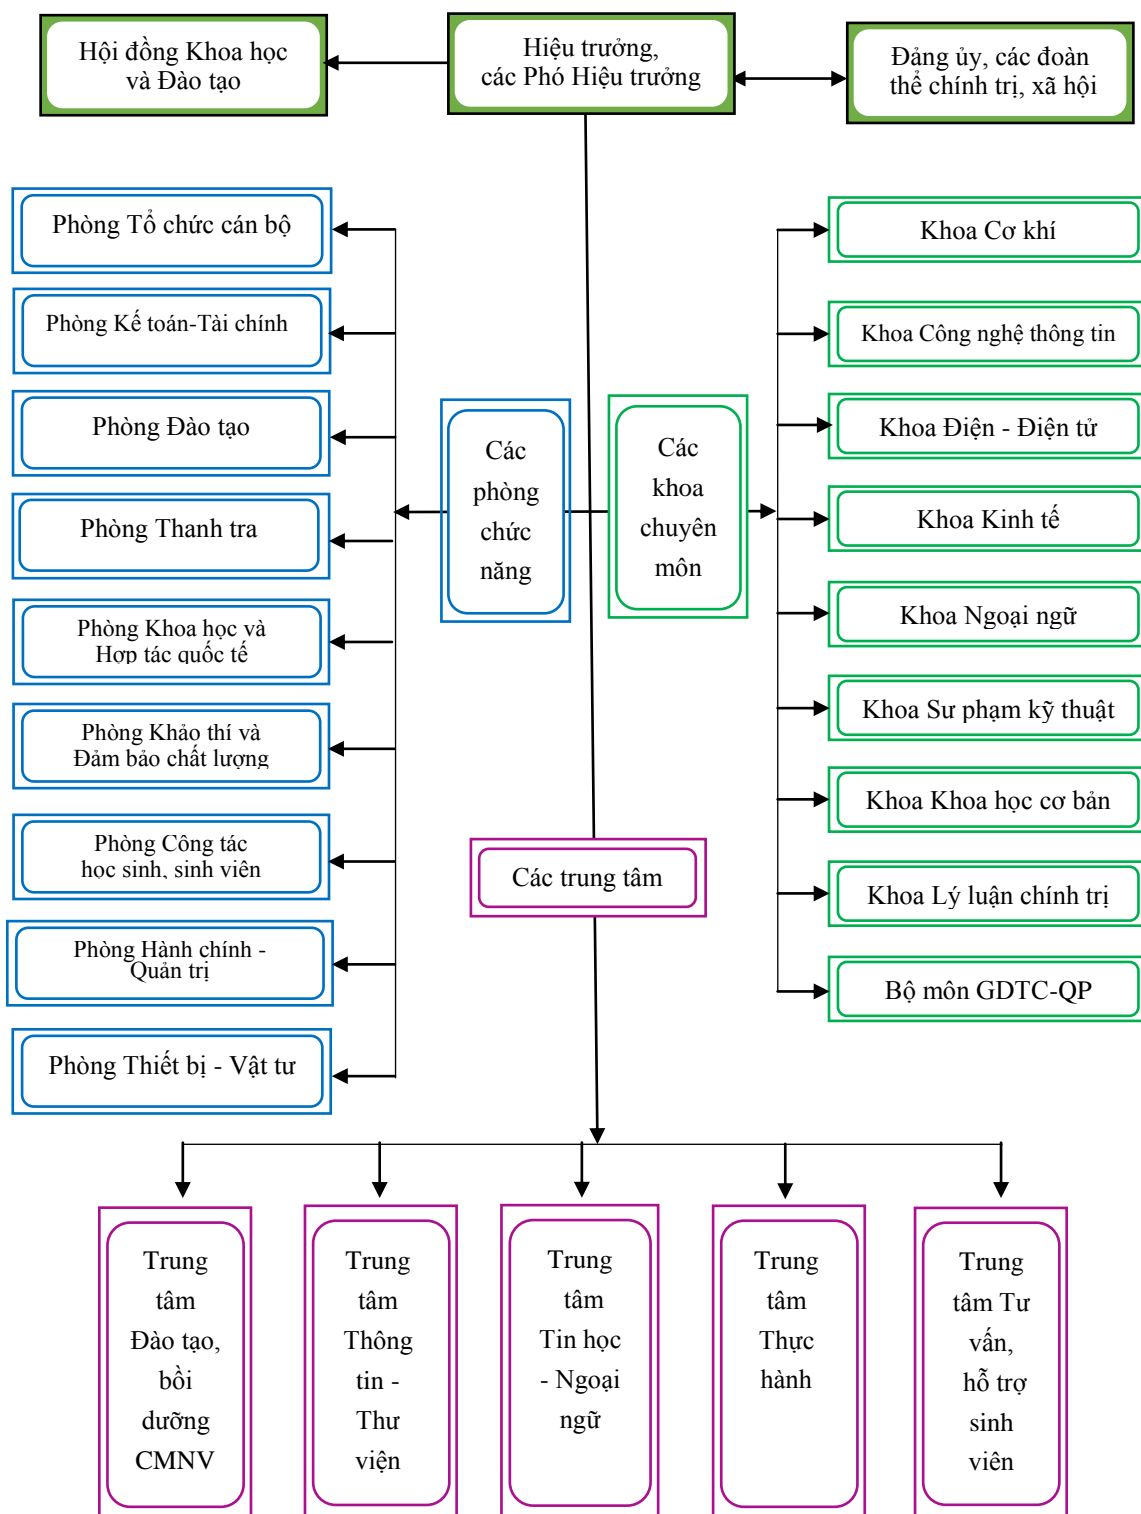 Hội đồng Khoa học
và Đào tạo
Hiệu trưởng,
các Phó Hiệu trưởng
Đảng ủy, các đoàn
thể chính trị, xã hội
Phòng Tổ chức cán bộ
Phòng Kế toán-Tài chính
Phòng Đào tạo
Phòng Thanh tra
Phòng Khoa học và
Hợp tác quốc tế
Phòng Khảo thí và
Đảm bảo chất lượng
Phòng Công tác
học sinh, sinh viên
Phòng Hành chính -
Quản trị
Phòng Thiết bị - Vật tư
Các
phòng
chức
năng
Các
khoa
chuyên
môn
Khoa Cơ khí
Khoa Công nghệ thông tin
Khoa Điện - Điện tử
Khoa Kinh tế
Khoa Ngoại ngữ
Khoa Sư phạm kỹ thuật
Khoa Khoa học cơ bản
Khoa Lý luận chính trị
Bộ môn GDTC-QP
Các trung tâm
Trung
tâm
Đào tạo,
bồi
dưỡng
CMNV
Trung
tâm
Thông
tin -
Thư
viện
Trung
tâm
Tin học
- Ngoại
ngữ
Trung
tâm
Thực
hành
Trung
tâm Tư
vấn,
hỗ trợ
sinh
viên